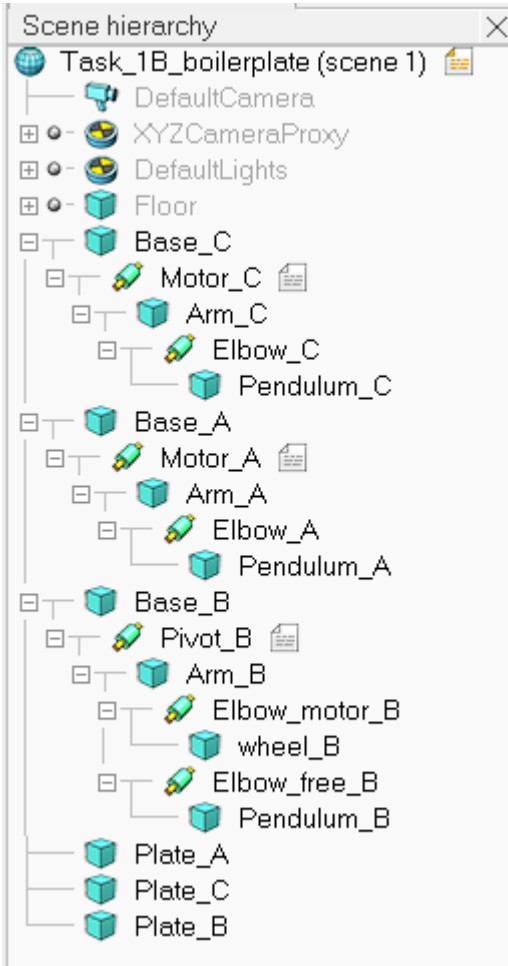 Scene hierarchy
Task_1B_boilerplate (scene 1)
DefaultCamera
XYZCameraProxy
DefaultLights
Floor
Base_C
Motor_C
Arm_C
Elbow_C
Pendulum_C
Base_A
Motor_A
Arm_A
Elbow_A
Pendulum_A
Base_B
Pivot_B
Arm_B
Elbow_motor_B
wheel_B
Elbow_free_B
Pendulum_B
Plate_A
Plate_C
Plate_B